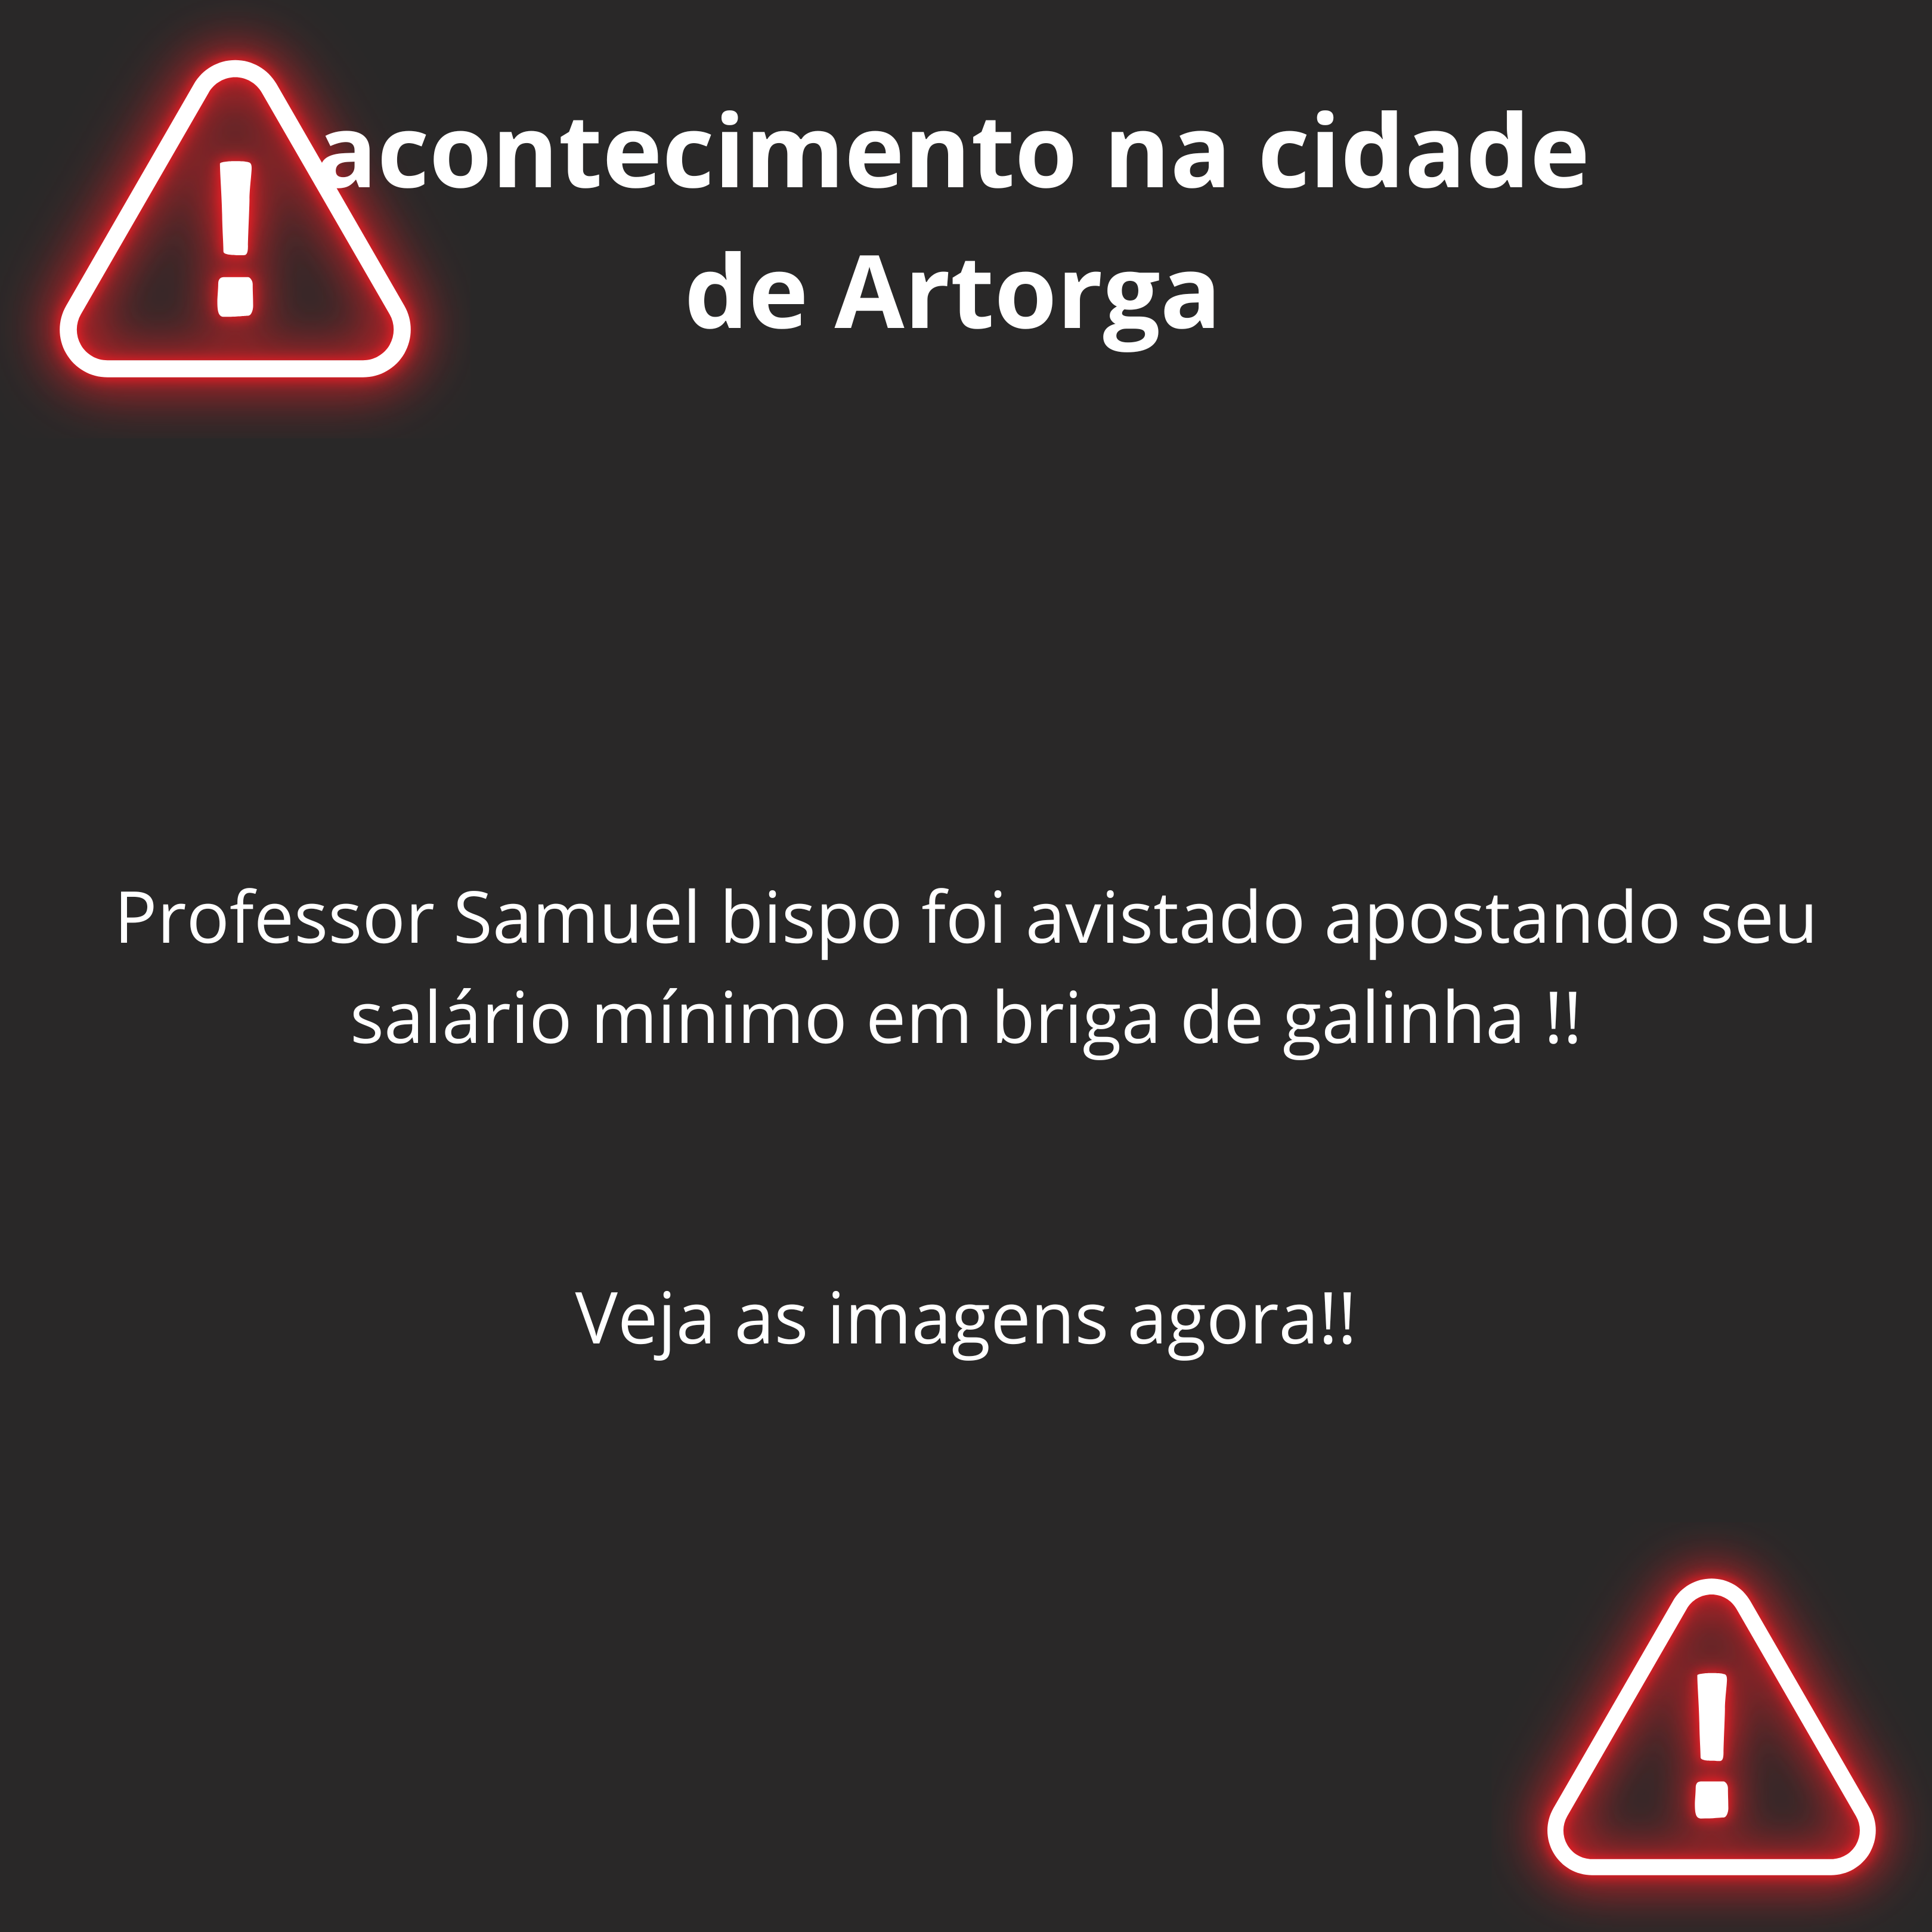 acontecimento na cidade
de Artorga
Professor Samuel bispo foi avistado apostando seu
salário mínimo em briga de galinha !!
Veja as imagens agora!!